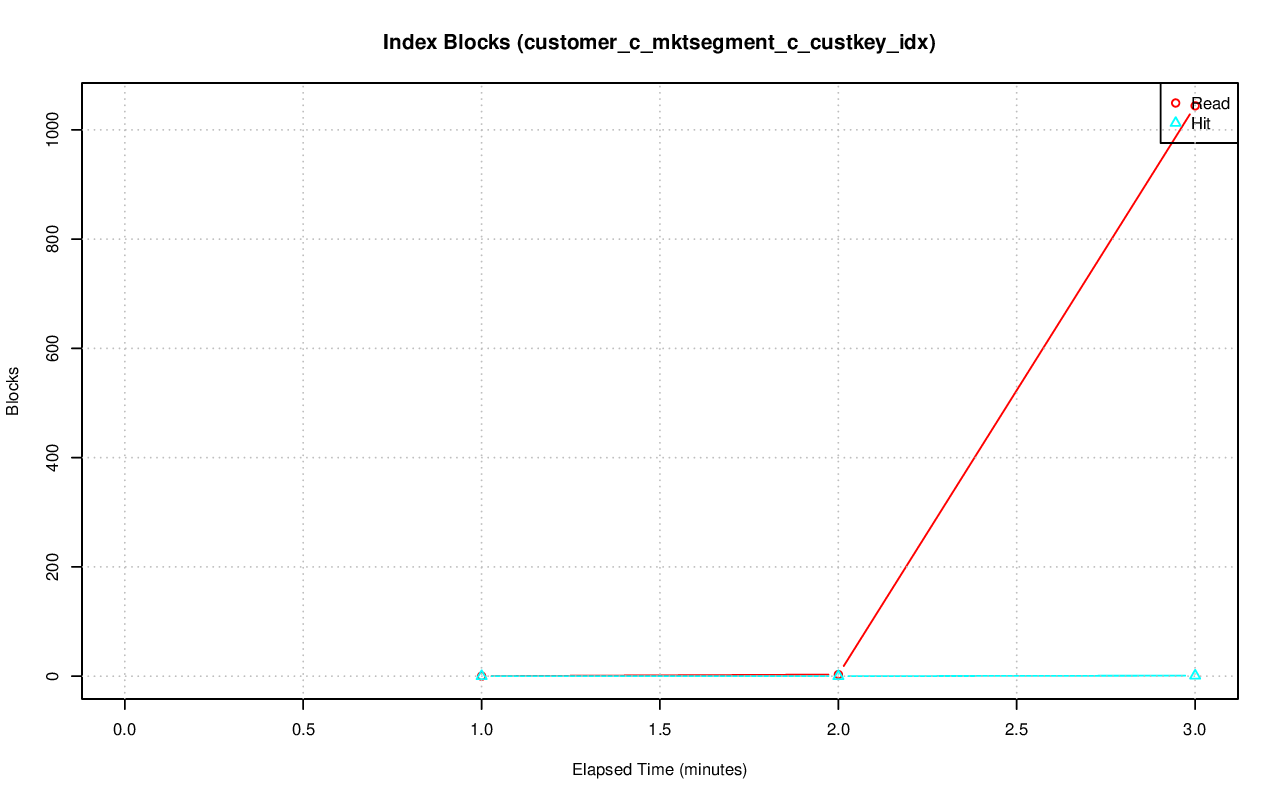 Index Blocks (customer_c_mktsegment_c_custkey_idx)
Read
Hit
1000
800
600
400
200
0
Blocks
0.0 0.5 1.0 1.5 2.0 2.5 3.0
Elapsed Time (minutes)